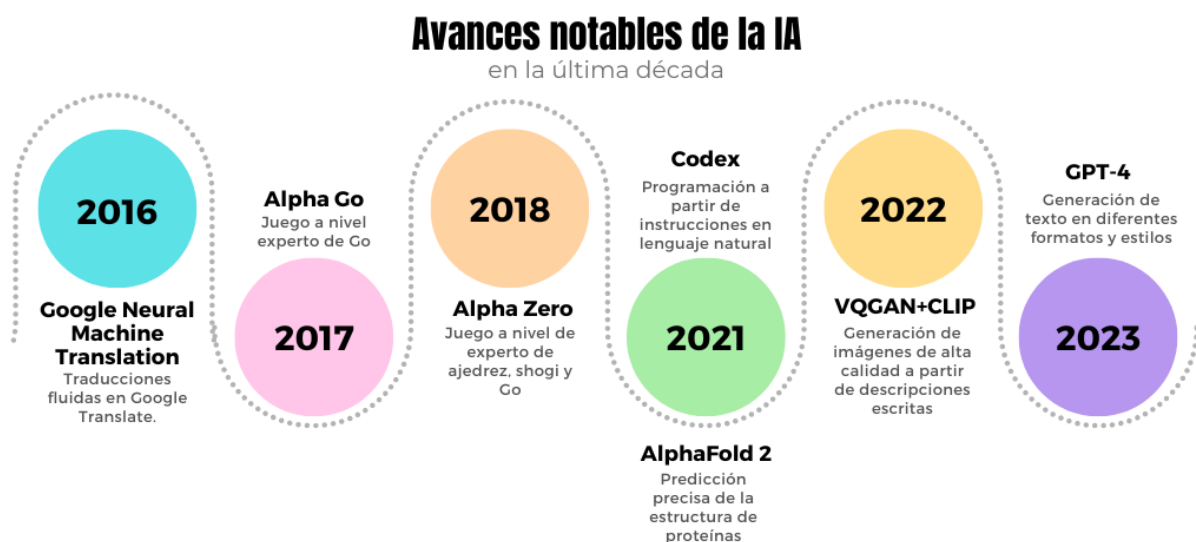 Avances notables de la IA
en la última década
2016
Google Neural
Machine
Translation
Traducciones
fluidas en Google
Translate.
Alpha Go
Juego a nivel
experto de Go
2017
2018
Alpha Zero
Juego a nivel de
experto de
ajedrez, shogi y
Go
Codex
Programación a
partir de
instrucciones en
lenguaje natural
2021
AlphaFold 2
Predicción
precisa de la
estructura de
proteínas
2022
VQGAN+CLIP
Generación de
imágenes de alta
calidad a partir
de descripciones
escritas
GPT-4
Generación de
texto en diferentes
formatos y estilos
2023